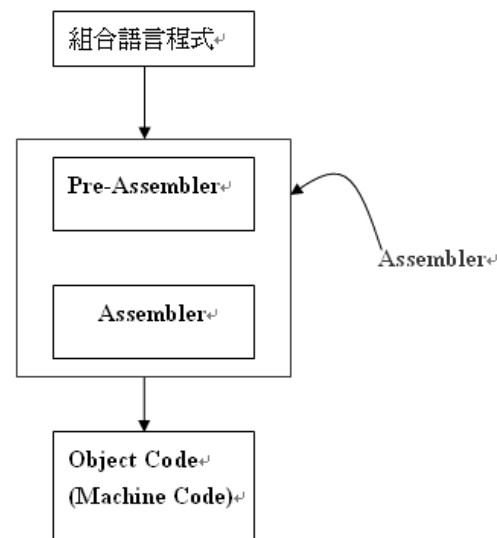 組合語言程式↵
Pre-Assembler↵
Assembler↵
Assembler↵
Object Code↵
(Machine Code)↵